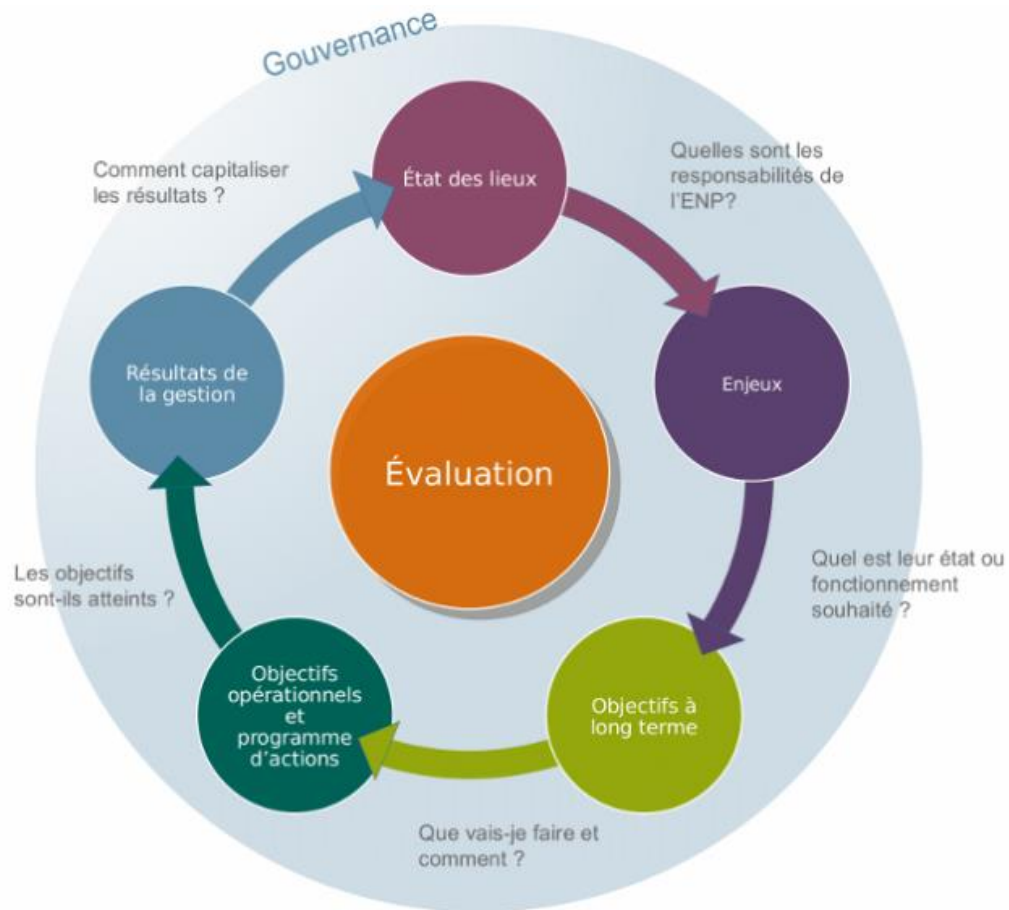 Gouvernance
État des lieux
Quelles sont les
responsabilités de
l'ENP?
Enjeux
Quel est leur état ou
fonctionnement
souhaité ?
Objectifs à
long terme
Que vais-je faire et
comment ?
Objectifs
opérationnels
et
programme
d'actions
Les objectifs
sont-ils atteints ?
Résultats de
la gestion
Comment capitaliser
les résultats ?
Évaluation